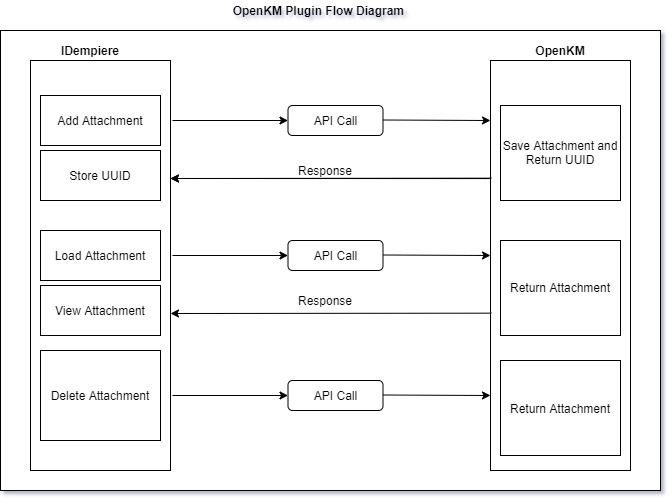 OpenKM Plugin Flow Diagram
IDempiere
OpenKM
Add Attachment
API Call
Save Attachment and
Return UUID
Store UUID
Response
Load Attachment
API Call
Return Attachment
View Attachment
Response
Delete Attachment
API Call
Return Attachment